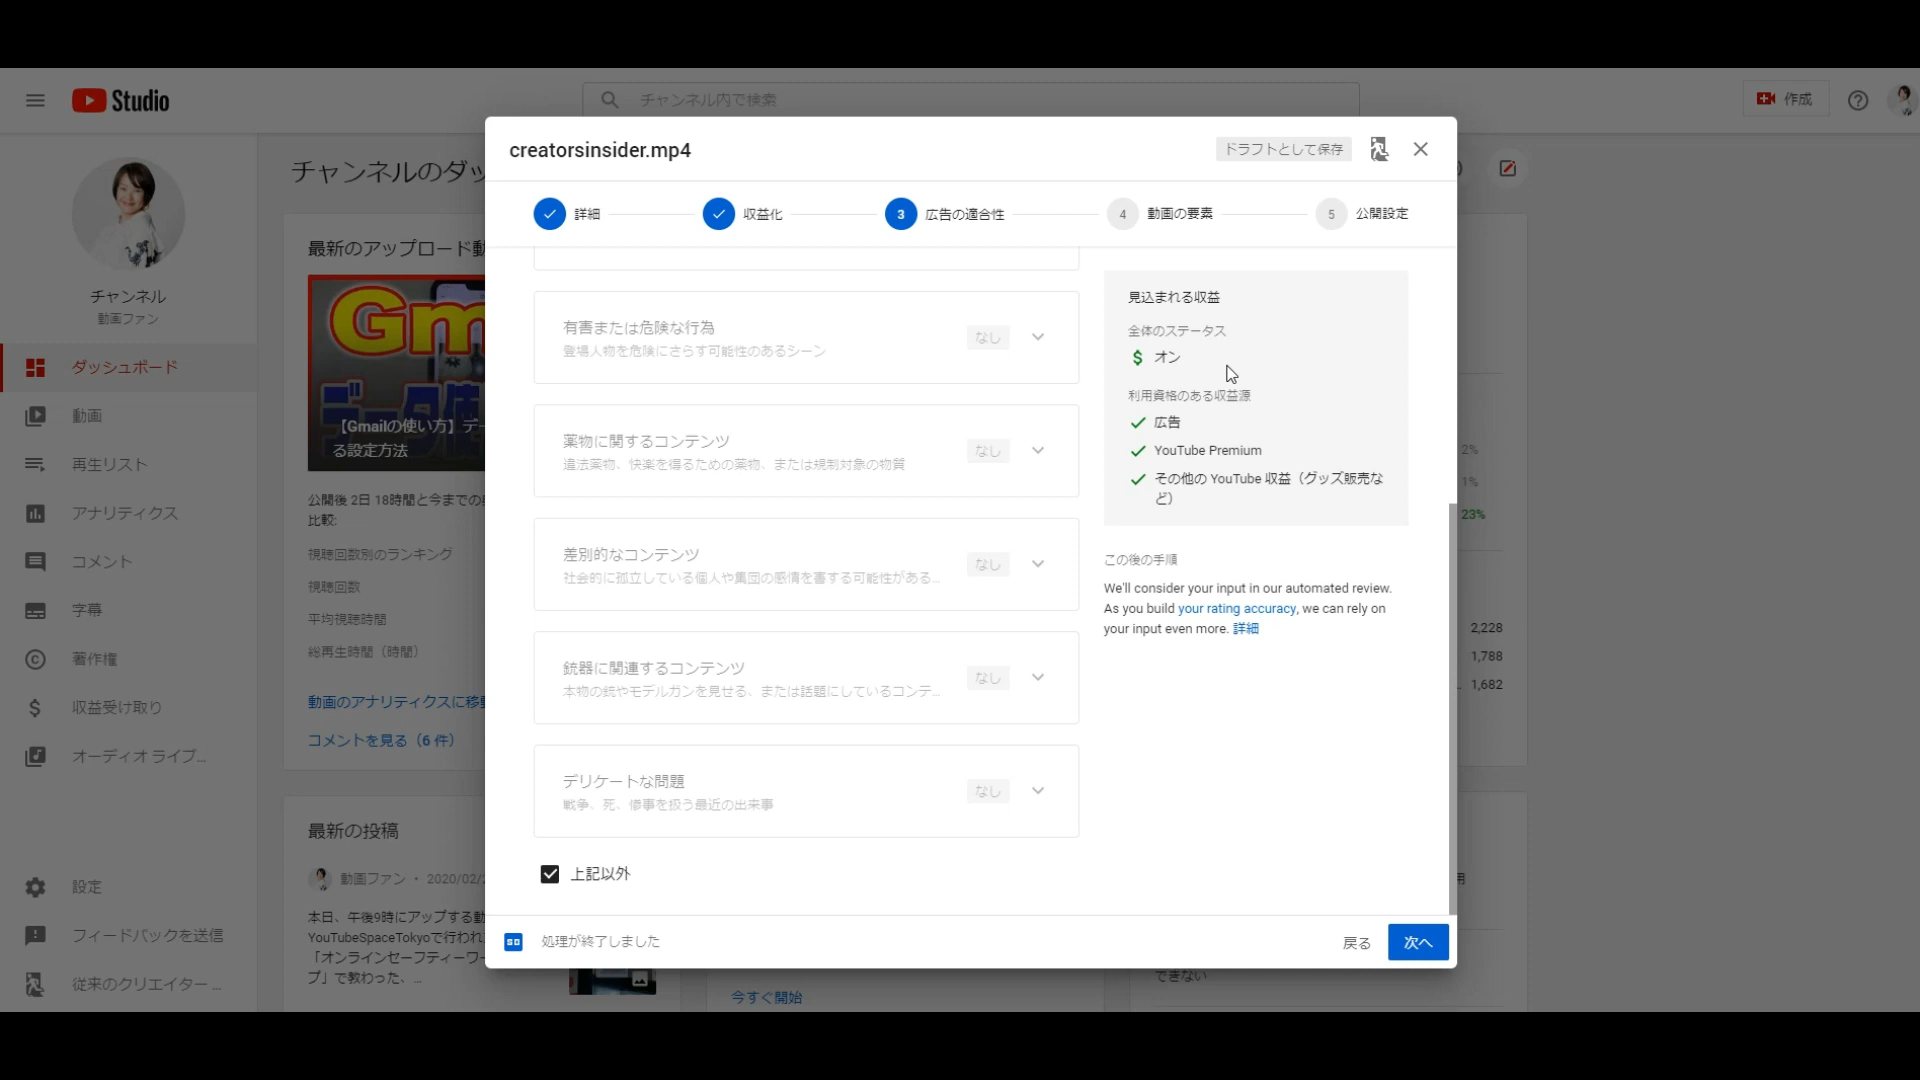 Studio
チャンネル内で検索
作成
チャンネル
動画ファン
ダッシュボード
動画
再生リスト
アナリティクス
コメント
字幕
著作権
収益受け取り
オーディオ ライブ...
設定
フィードバックを送信
従来のクリエイター ...
チャンネルのダッ
最新のアップロード動
Gm
データ使
【Gmailの使い方】デー
る設定方法
公開後 2日 18時間と今までの
比較:
視聴回数別のランキング
視聴回数
平均視聴時間
総再生時間（時間）
動画のアナリティクスに移動
コメントを見る（6 件）
最新の投稿
動画ファン ・ 2020/02/2
本日、午後9時にアップする動
YouTubeSpaceTokyoで行われ
「オンラインセーフティーワー
プ」で教わった、...
今すぐ開始
creatorsinsider.mp4
ドラフトとして保存
詳細
収益化
3 広告の適合性
4 動画の要素
5 公開設定
有害または危険な行為
登場人物を危険にさらす可能性のあるシーン
なし
薬物に関するコンテンツ
違法薬物、快楽を得るための薬物、または規制対象の物質
なし
差別的なコンテンツ
社会的に孤立している個人や集団の感情を害する可能性がある...
なし
銃器に関連するコンテンツ
本物の銃やモデルガンを見せる、または話題にしているコンテ...
なし
デリケートな問題
戦争、死、惨事を扱う最近の出来事
なし
上記以外
見込まれる収益
全体のステータス
オン
利用資格のある収益源
広告
YouTube Premium
その他の YouTube 収益（グッズ販売な
ど）
この後の手順
We'll consider your input in our automated review.
As you build your rating accuracy, we can rely on
your input even more. 詳細
SD 処理が終了しました
戻る
次へ
2%
1%
23%
2,228
1,788
1,682
用
できない